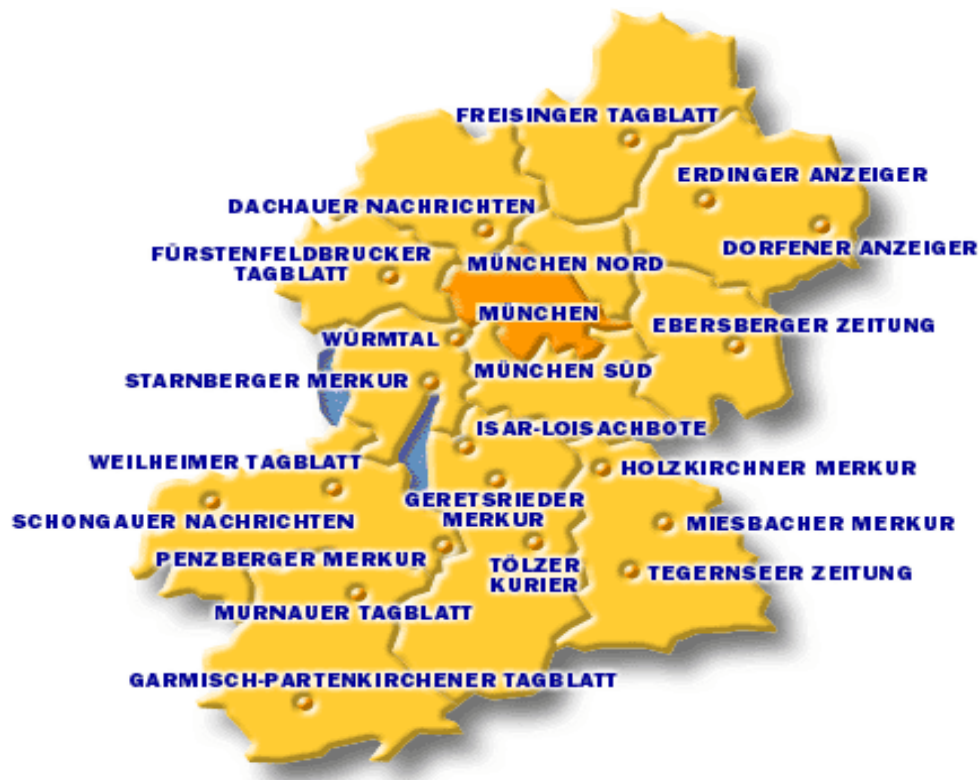 FREISINGER TAGBLATT
ERDINGER ANZEIGER
DACHAUER NACHRICHTEN
DORFENER ANZEIGER
FÜRSTENFELDBRUCKER
TAGBLATT
MÜNCHEN NORD
MÜNCHEN
EBERSBERGER ZEITUNG
WÜRMTAL
MÜNCHEN SÜD
STARNBERGER MERKUR
ISAR-LOISACHBOTE
WEILHEIMER TAGBLATT
HOLZKIRCHNER MERKUR
GERETSRIEDER
MERKUR
SCHONGAUER NACHRICHTEN
MIESBACHER MERKUR
PENZBERGER MERKUR
TÖLZER
KURIER
TEGERNSEER ZEITUNG
MURNAUER TAGBLATT
GARMISCH-PARTENKIRCHENER TAGBLATT